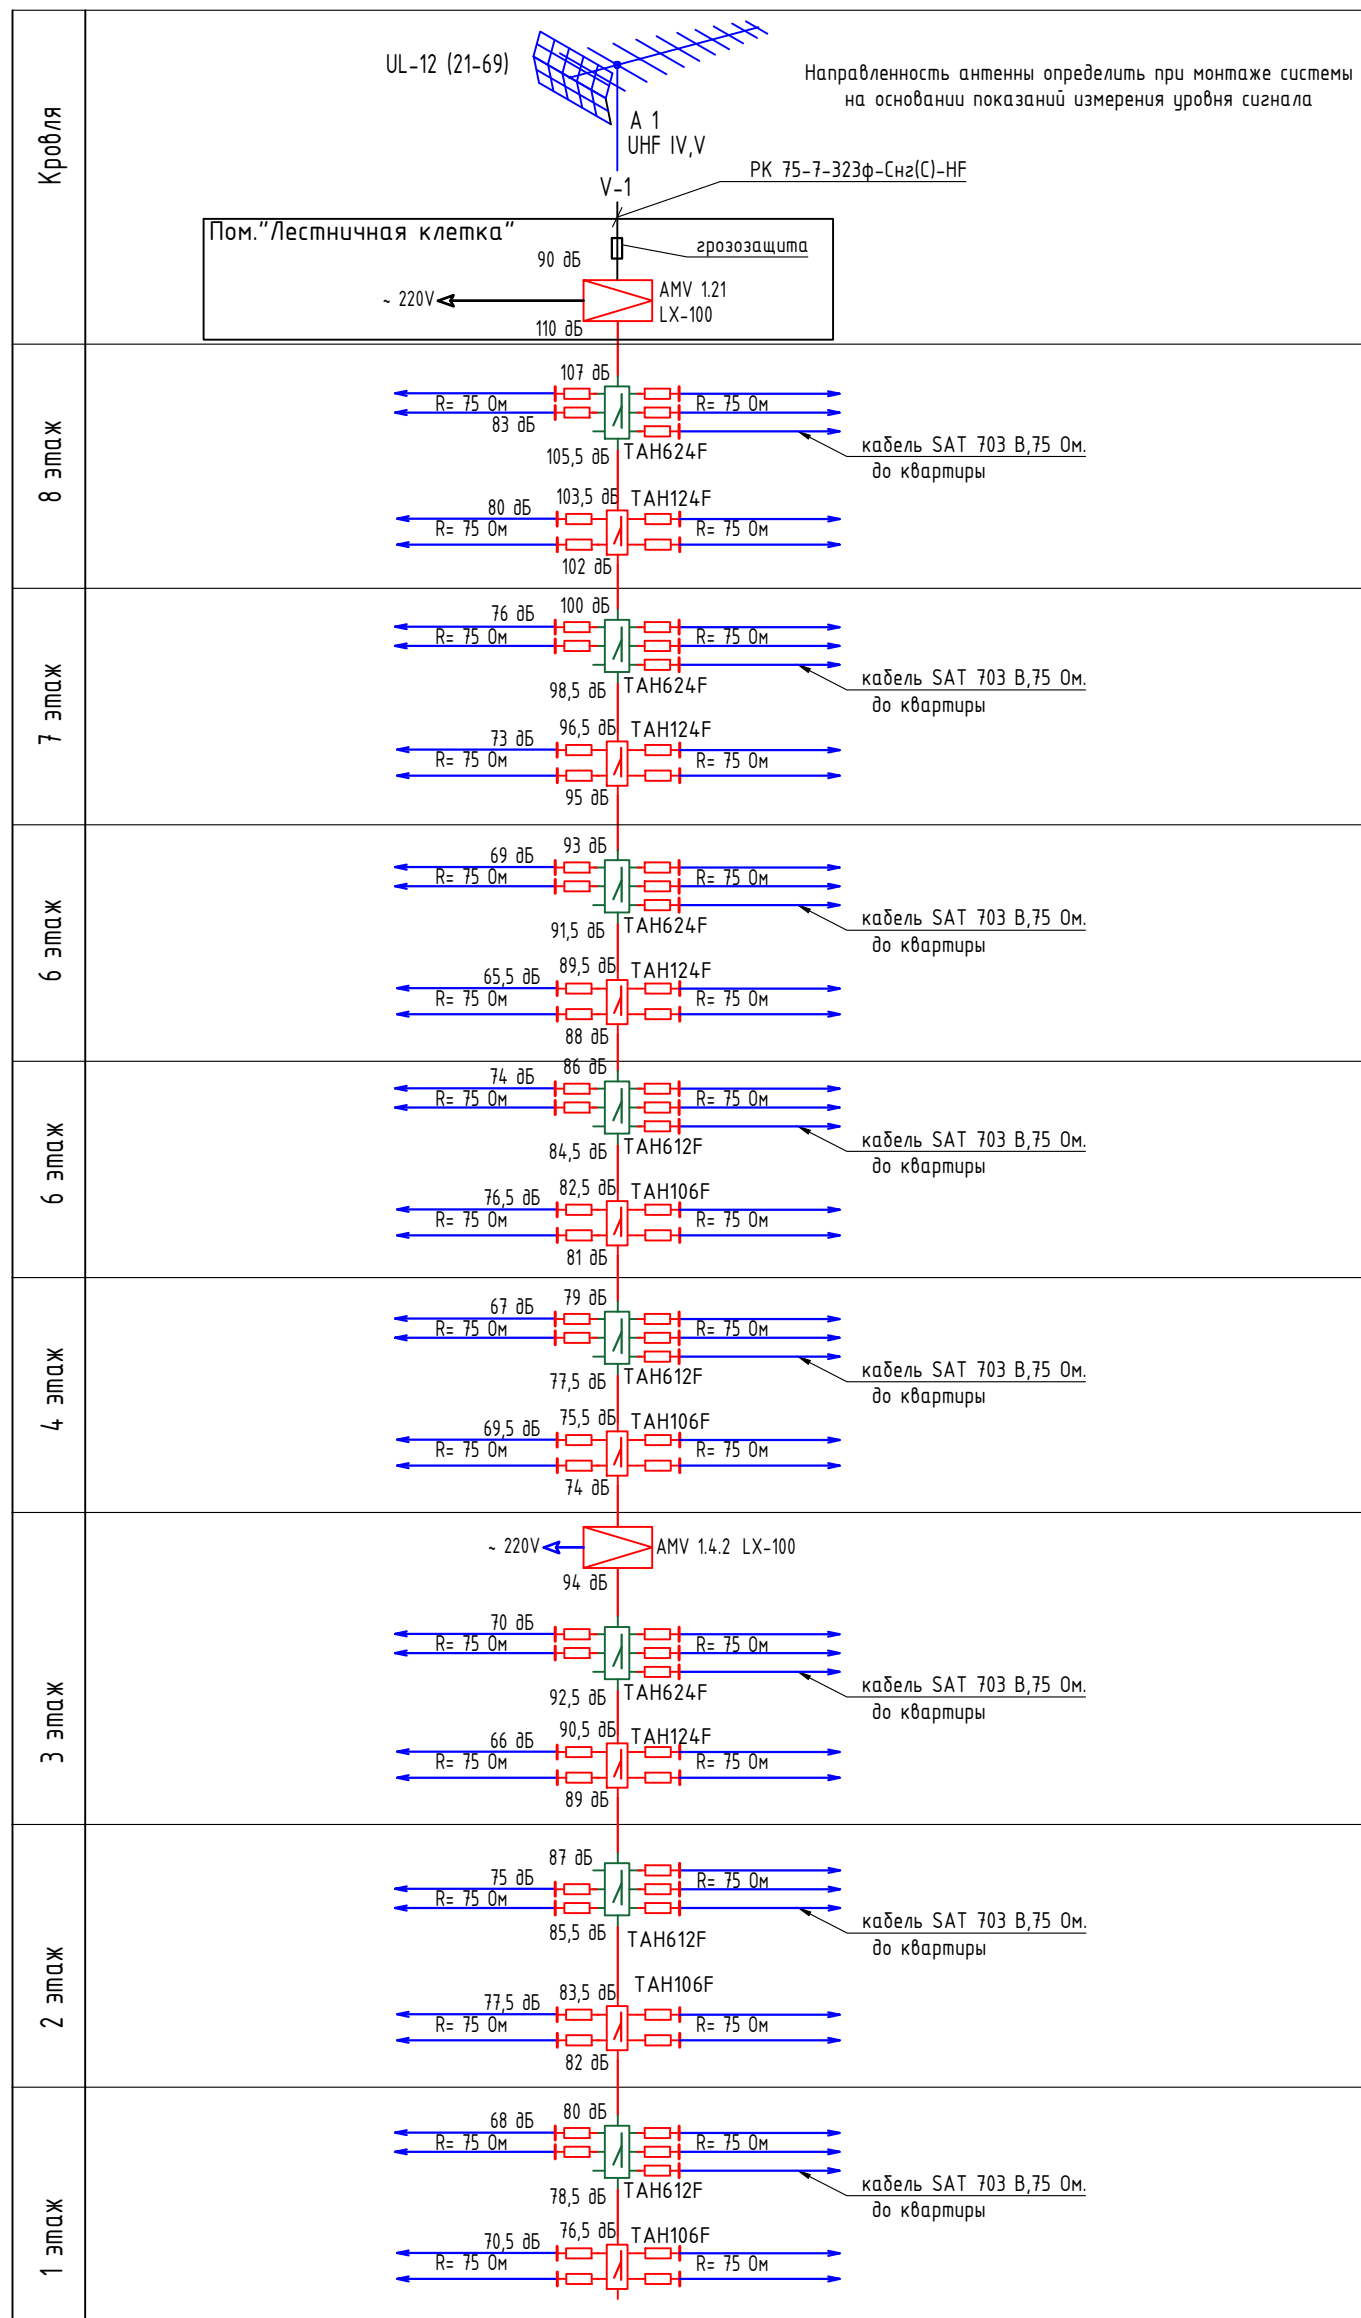 Кровля
UL-12 (21-69)
Направленность антенны определить при монтаже системы
на основании показаний измерения уровня сигнала
А 1
UHF IV,V
V-1
РК 75-7-323ф-Снг(С)-HF
Пом."Лестничная клетка"
грозозащита
90 дБ
~ 220V
AMV 1.21
LX-100
110 дБ
8 этаж
107 дБ
R= 75 Ом
R= 75 Ом
83 дБ
105,5 дБ
TAH624F
кабель SAT 703 B,75 Ом.
до квартиры
80 дБ
103,5 дБ
TAH124F
R= 75 Ом
R= 75 Ом
102 дБ
7 этаж
76 дБ
100 дБ
R= 75 Ом
R= 75 Ом
98,5 дБ
TAH624F
кабель SAT 703 B,75 Ом.
до квартиры
73 дБ
96,5 дБ
TAH124F
R= 75 Ом
R= 75 Ом
95 дБ
6 этаж
69 дБ
93 дБ
R= 75 Ом
R= 75 Ом
91,5 дБ
TAH624F
кабель SAT 703 B,75 Ом.
до квартиры
65,5 дБ
89,5 дБ
TAH124F
R= 75 Ом
R= 75 Ом
88 дБ
6 этаж
74 дБ
86 дБ
R= 75 Ом
R= 75 Ом
84,5 дБ
TAH612F
кабель SAT 703 B,75 Ом.
до квартиры
76,5 дБ
82,5 дБ
TAH106F
R= 75 Ом
R= 75 Ом
81 дБ
4 этаж
67 дБ
79 дБ
R= 75 Ом
R= 75 Ом
77,5 дБ
TAH612F
кабель SAT 703 B,75 Ом.
до квартиры
69,5 дБ
75,5 дБ
TAH106F
R= 75 Ом
R= 75 Ом
74 дБ
3 этаж
~ 220V
AMV 1.4.2 LX-100
94 дБ
70 дБ
R= 75 Ом
R= 75 Ом
92,5 дБ
TAH624F
кабель SAT 703 B,75 Ом.
до квартиры
66 дБ
90,5 дБ
TAH124F
R= 75 Ом
R= 75 Ом
89 дБ
2 этаж
87 дБ
75 дБ
R= 75 Ом
R= 75 Ом
85,5 дБ
TAH612F
кабель SAT 703 B,75 Ом.
до квартиры
TAH106F
77,5 дБ
83,5 дБ
R= 75 Ом
R= 75 Ом
82 дБ
1 этаж
68 дБ
80 дБ
R= 75 Ом
R= 75 Ом
78,5 дБ
TAH612F
кабель SAT 703 B,75 Ом.
до квартиры
70,5 дБ
76,5 дБ
TAH106F
R= 75 Ом
R= 75 Ом